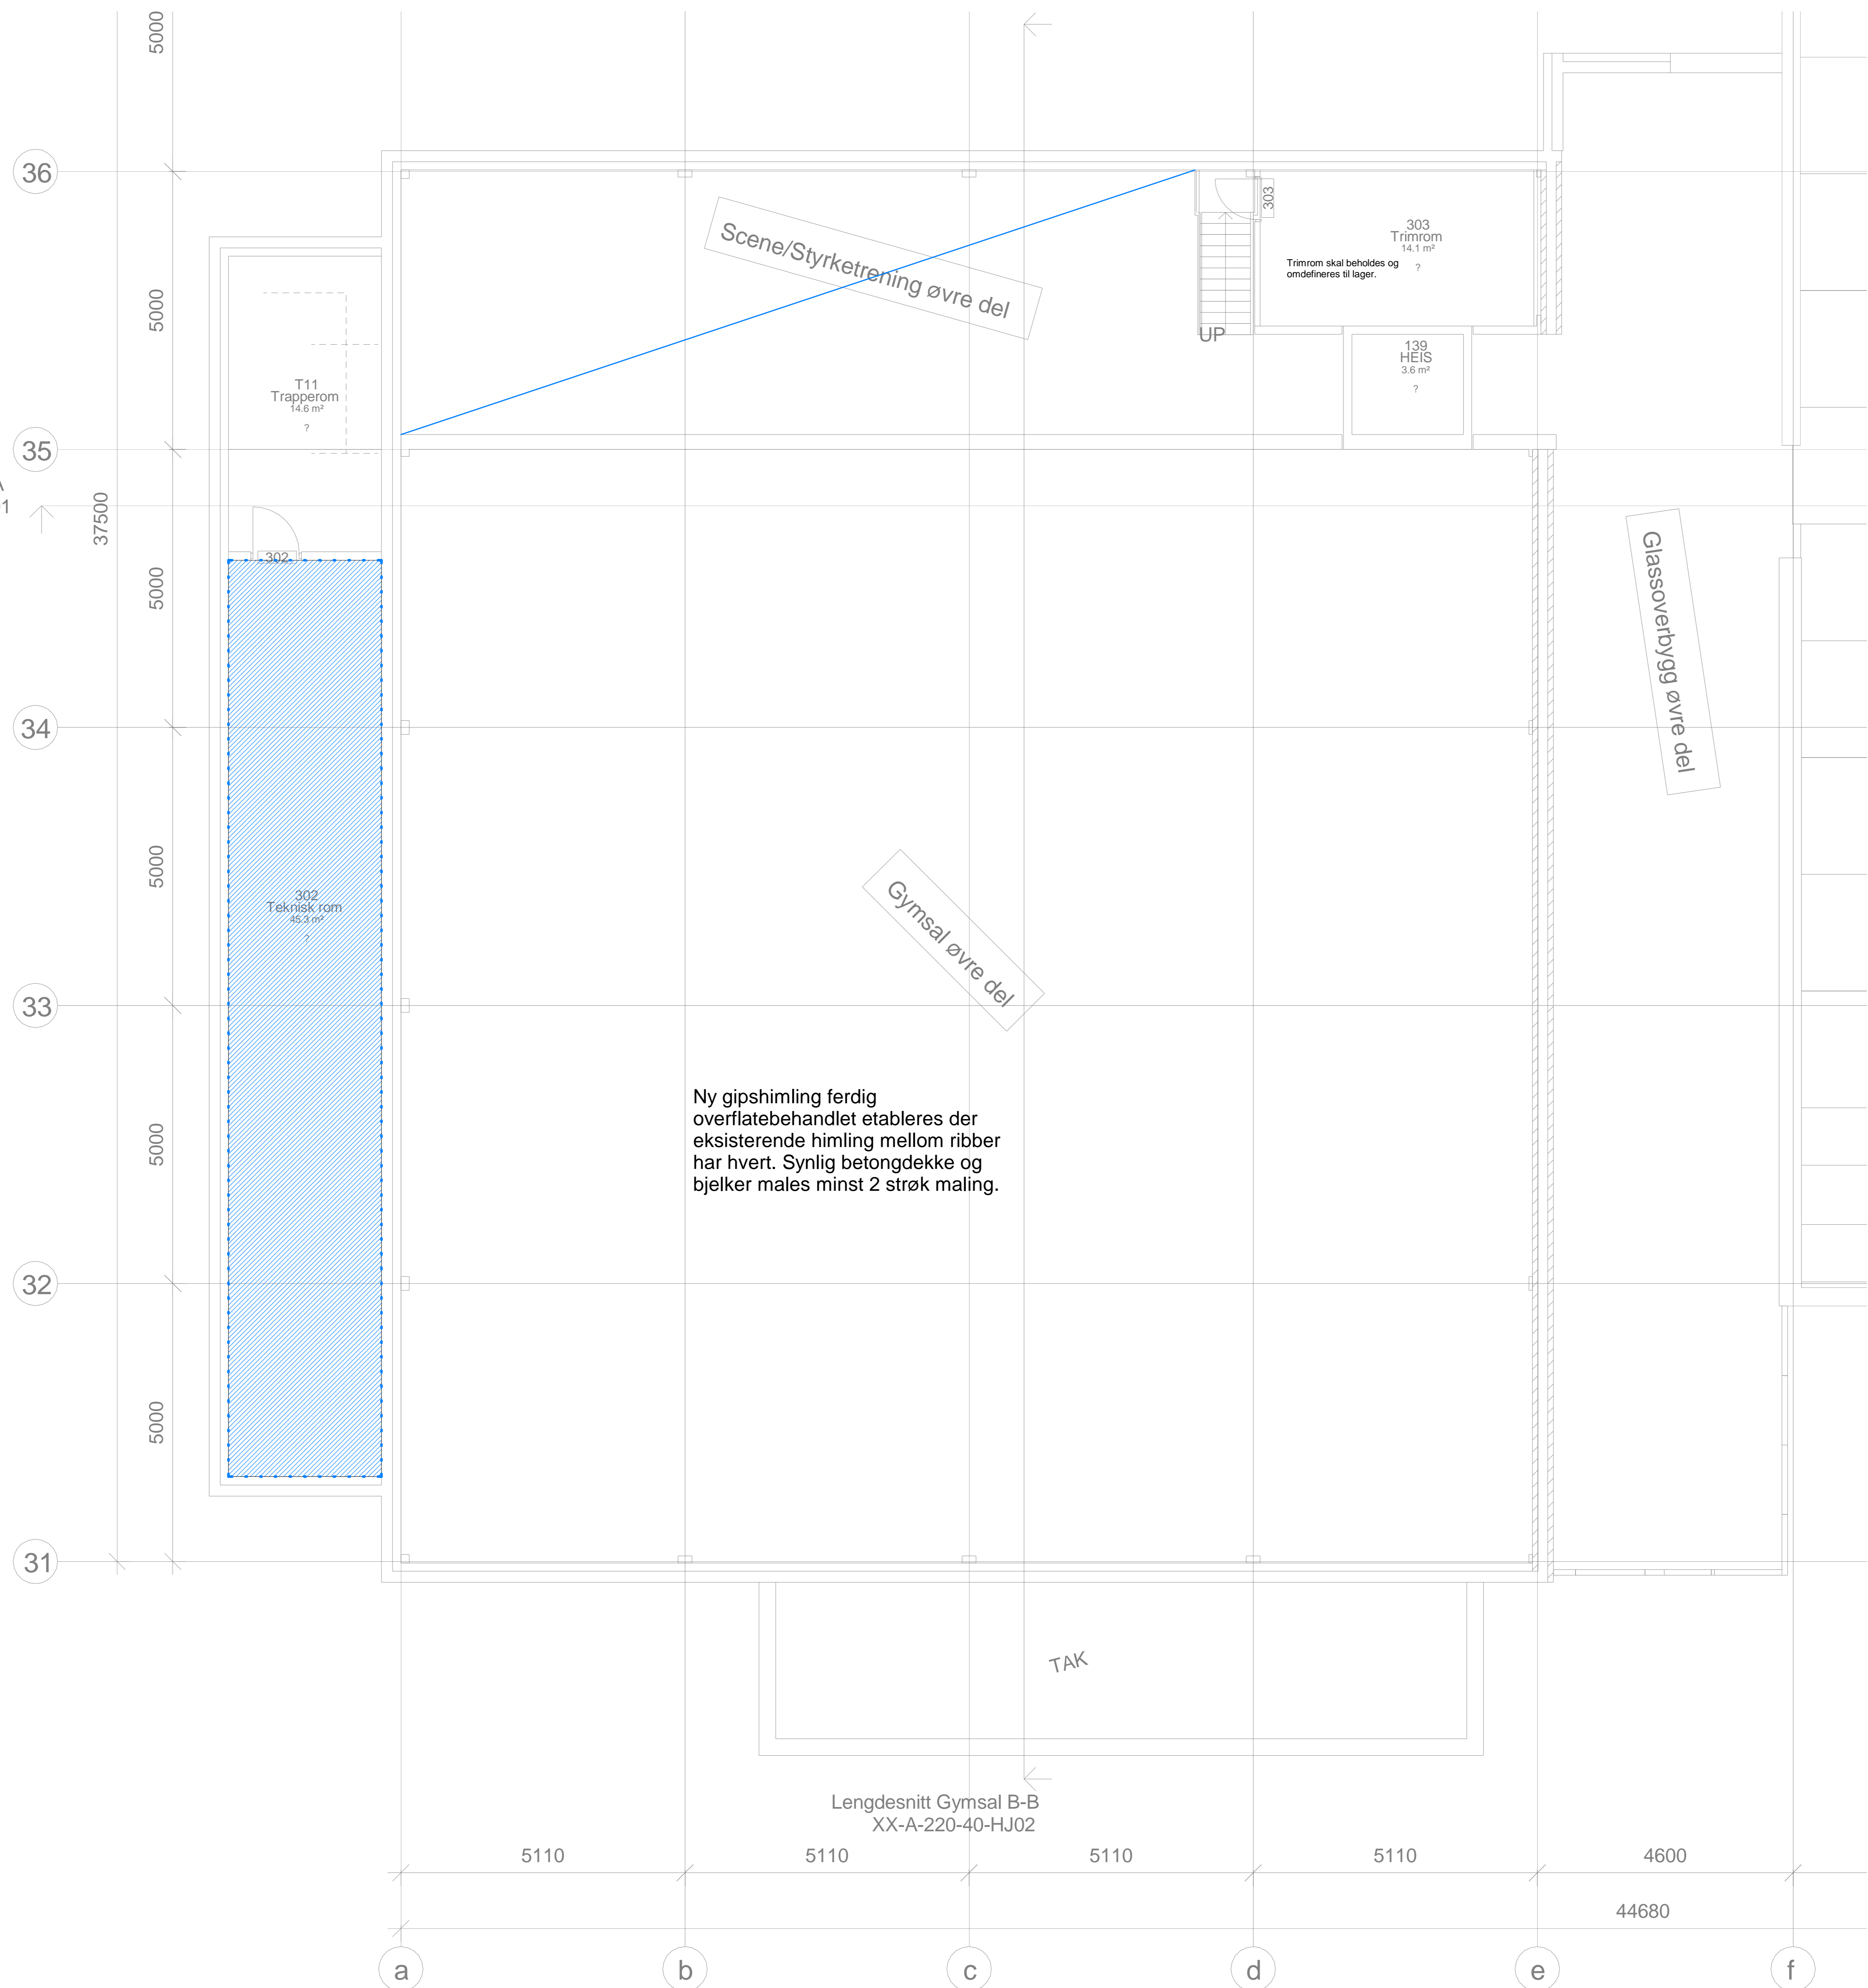 5000
36
303
Scene/Styrketrening øvre del
303
Trimrom
14.1 m²
?
Trimrom skal beholdes og
omdefineres til lager.
5000
UP
139
HEIS
3.6 m²
?
T11
Trapperom
14.6 m²
?
35
37500
302
5000
Glassoverbygg øvre del
34
5000
302
Teknisk rom
45.3 m²
?
Gymsal øvre del
33
Ny gipshimling ferdig
overflatebehandlet etableres der
eksisterende himling mellom ribber
har hvert. Synlig betongdekke og
bjelker males minst 2 strøk maling.
5000
32
5000
31
TAK
Lengdesnitt Gymsal B-B
XX-A-220-40-HJ02
5110
5110
5110
5110
4600
44680
a
b
c
d
e
f